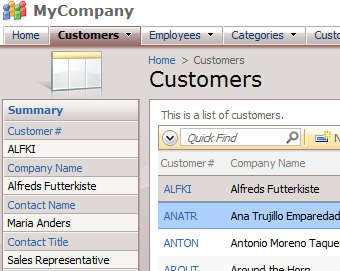 MyCompany
Home Customers Employees Categories
Home > Customers
Customers
Summary
Customer#
ALFKI
Company Name
Alfreds Futterkiste
Contact Name
Maria Anders
Contact Title
Sales Representative
This is a list of customers.
Quick Find
Customer# Company Name
ALFKI Alfreds Futterkiste
ANATR Ana Trujillo Emparedad
ANTON Antonio Moreno Taque
AROUT Around the Horn